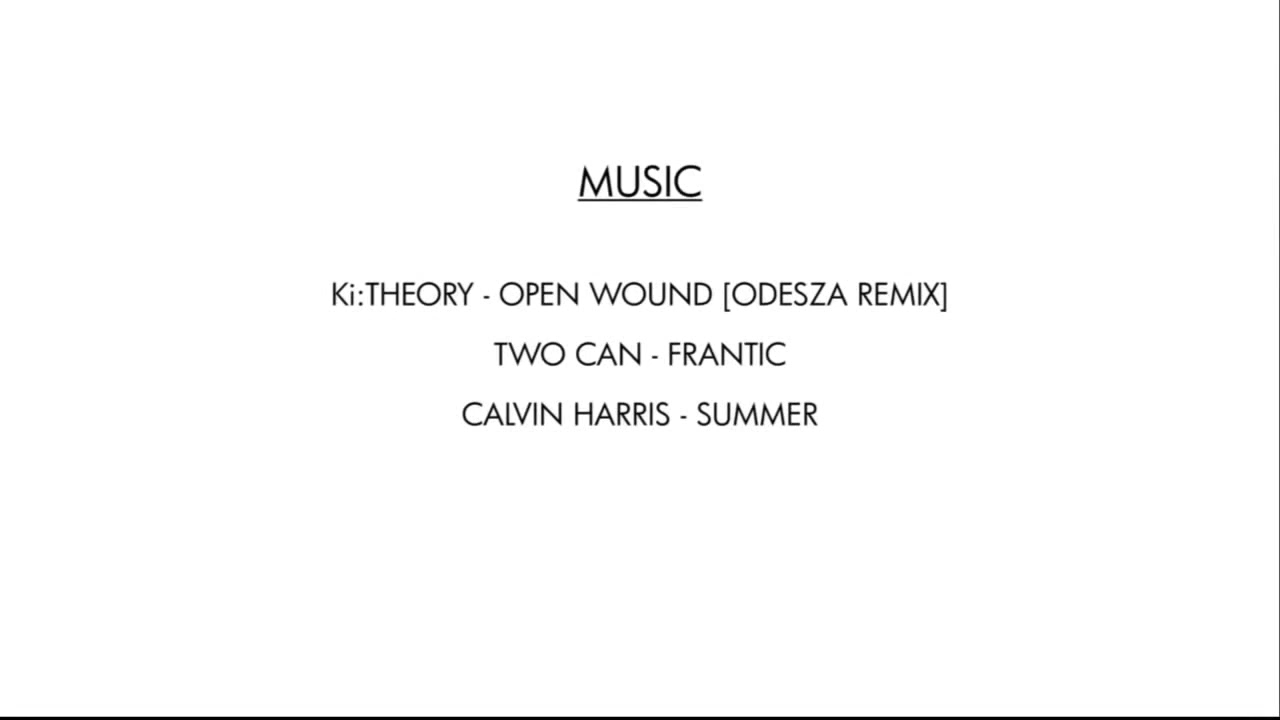 MUSIC
Ki:THEORY - OPEN WOUND [ODESZA REMIX]
TWO CAN - FRANTIC
CALVIN HARRIS - SUMMER